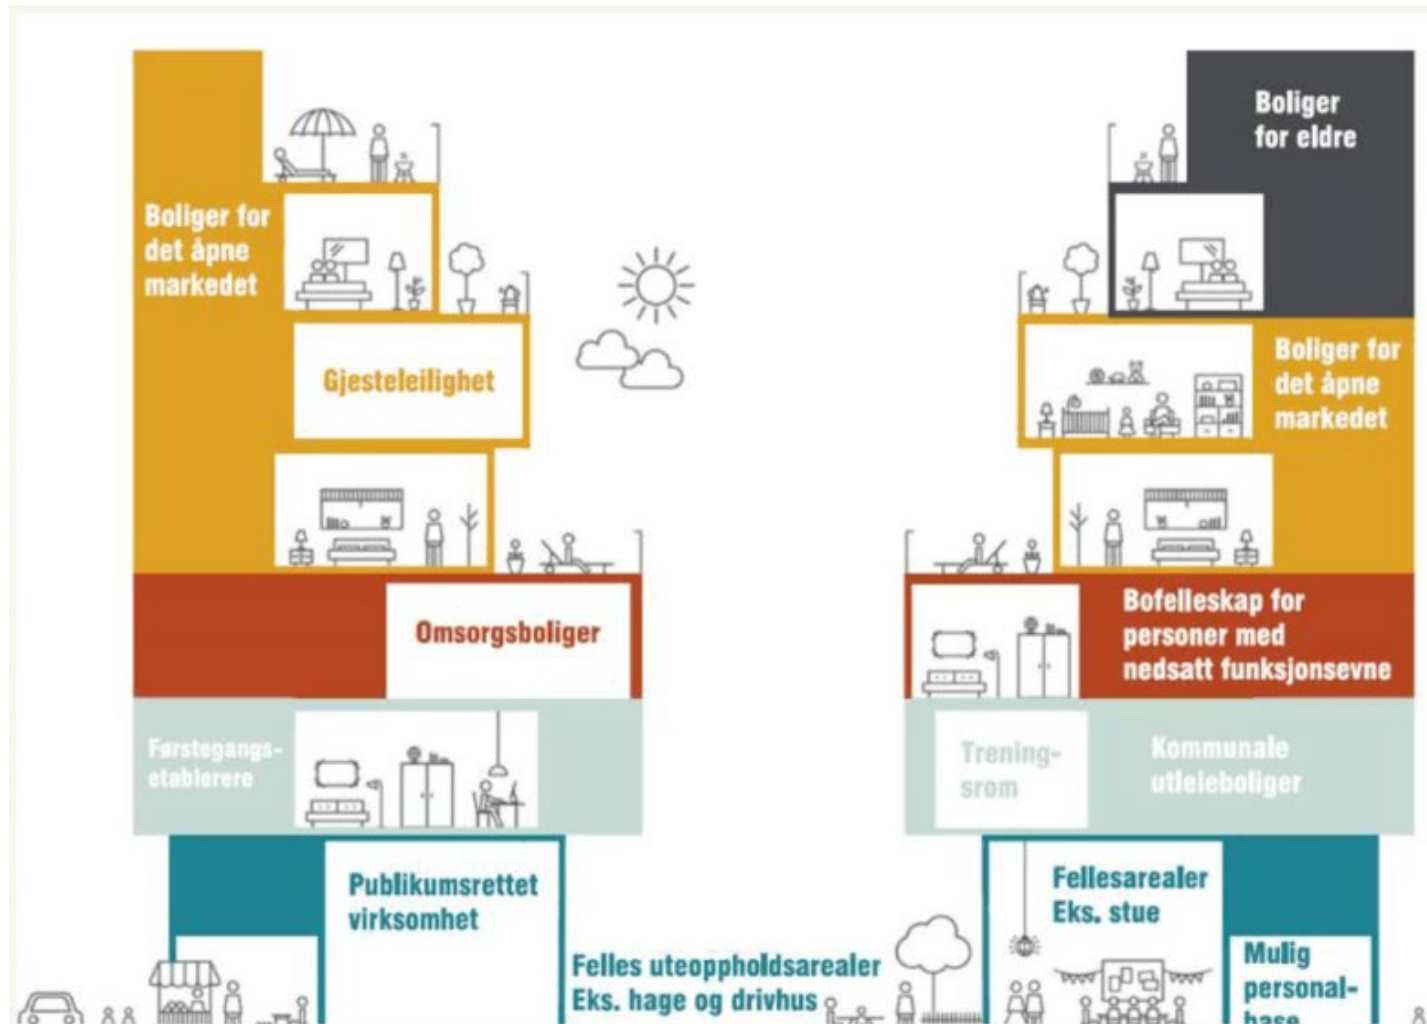 Boliger for
det åpne
markedet
Gjesteleilighet
Omsorgsboliger
Førstegangs-
etablerere
Publikumsrettet
virksomhet
Felles uteoppholdsarealer
Eks. hage og drivhus
Boliger
for eldre
Boliger for
det åpne
markedet
Bofelleskap for
personer med
nedsatt funksjonsevne
Trening-
srom
Kommunale
utleieboliger
Fellesarealer
Eks. stue
Mulig
personal-
base